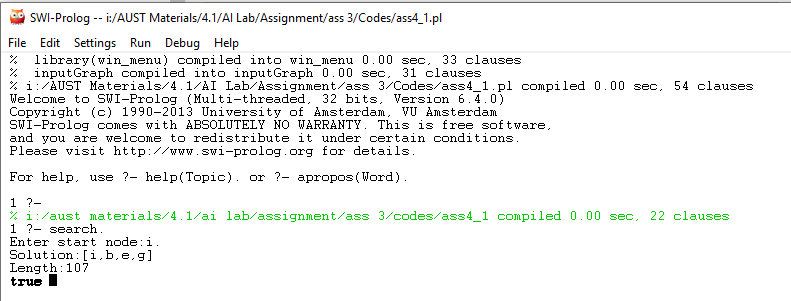 SWI-Prolog -- i:/AUST Materials/4.1/AI Lab/Assignment/ass 3/Codes/ass4_1.pl
File Edit Settings Run Debug Help
%  library(win_menu) compiled into win_menu 0.00 sec, 33 clauses
%  inputGraph compiled into inputGraph 0.00 sec, 31 clauses
% i:/AUST Materials/4.1/AI Lab/Assignment/ass 3/Codes/ass4_1.pl compiled 0.00 sec, 54 clauses
Welcome to SWI-Prolog (Multi-threaded, 32 bits, Version 6.4.0)
Copyright (c) 1990-2013 University of Amsterdam, VU Amsterdam
SWI-Prolog comes with ABSOLUTELY NO WARRANTY. This is free software,
and you are welcome to redistribute it under certain conditions.
Please visit http://www.swi-prolog.org for details.
For help, use ?- help(Topic). or ?- apropos(Word).
1 ?-
% i:/aust materials/4.1/ai lab/assignment/ass 3/codes/ass4_1 compiled 0.00 sec, 22 clauses
1 ?- search.
Enter start node:i.
Solution:[i,b,e,g]
Length:107
true